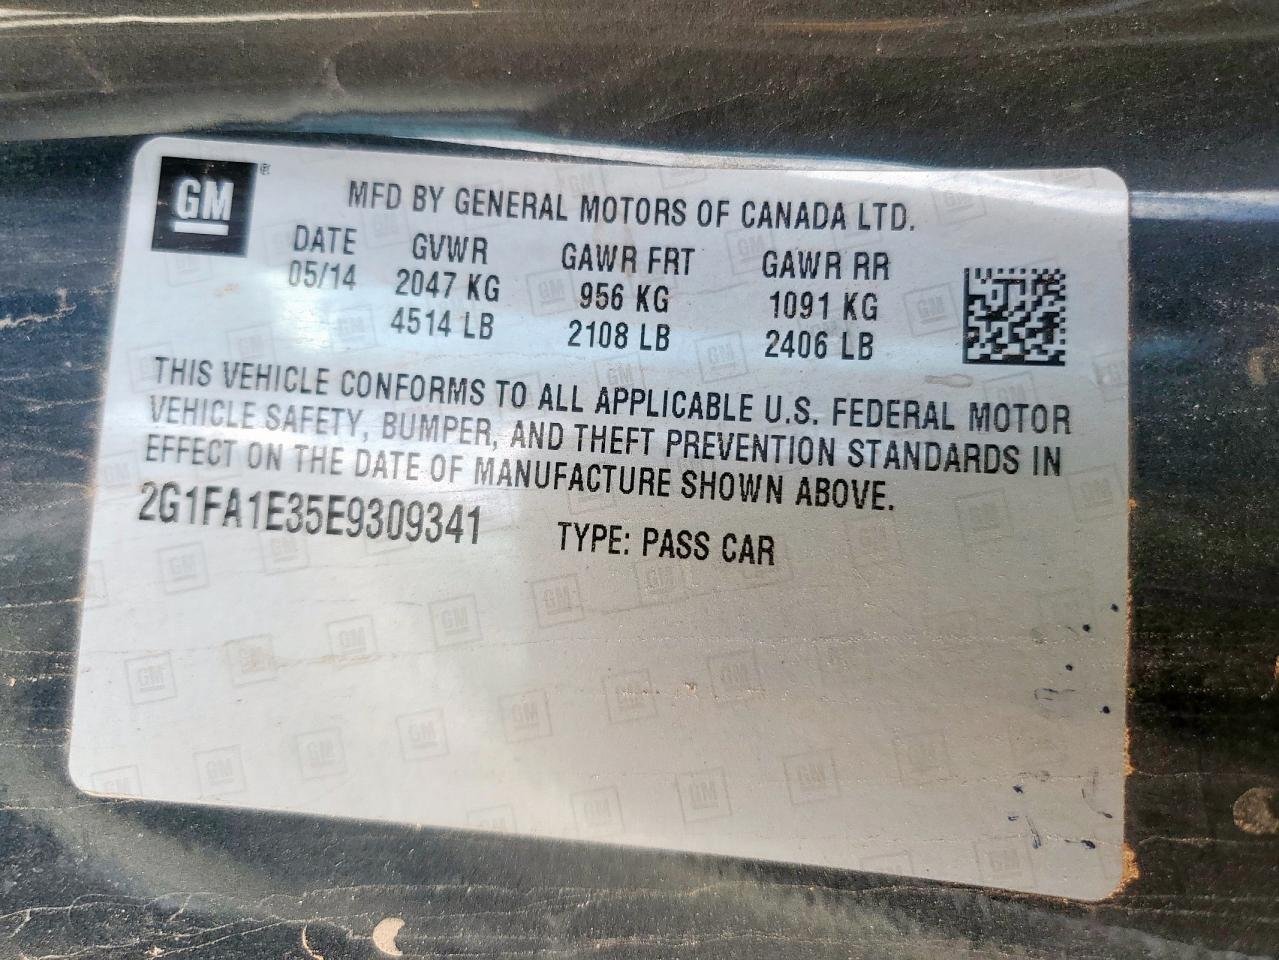 GM
MFD BY GENERAL MOTORS OF CANADA LTD.
DATE GVWR GAWR FRT GAWR RR
05/14 2047 KG 956 KG 1091 KG
4514 LB 2108 LB 2406 LB
THIS VEHICLE CONFORMS TO ALL APPLICABLE U.S. FEDERAL MOTOR
VEHICLE SAFETY, BUMPER, AND THEFT PREVENTION STANDARDS IN
EFFECT ON THE DATE OF MANUFACTURE SHOWN ABOVE.
2G1FA1E35E9309341 TYPE: PASS CAR